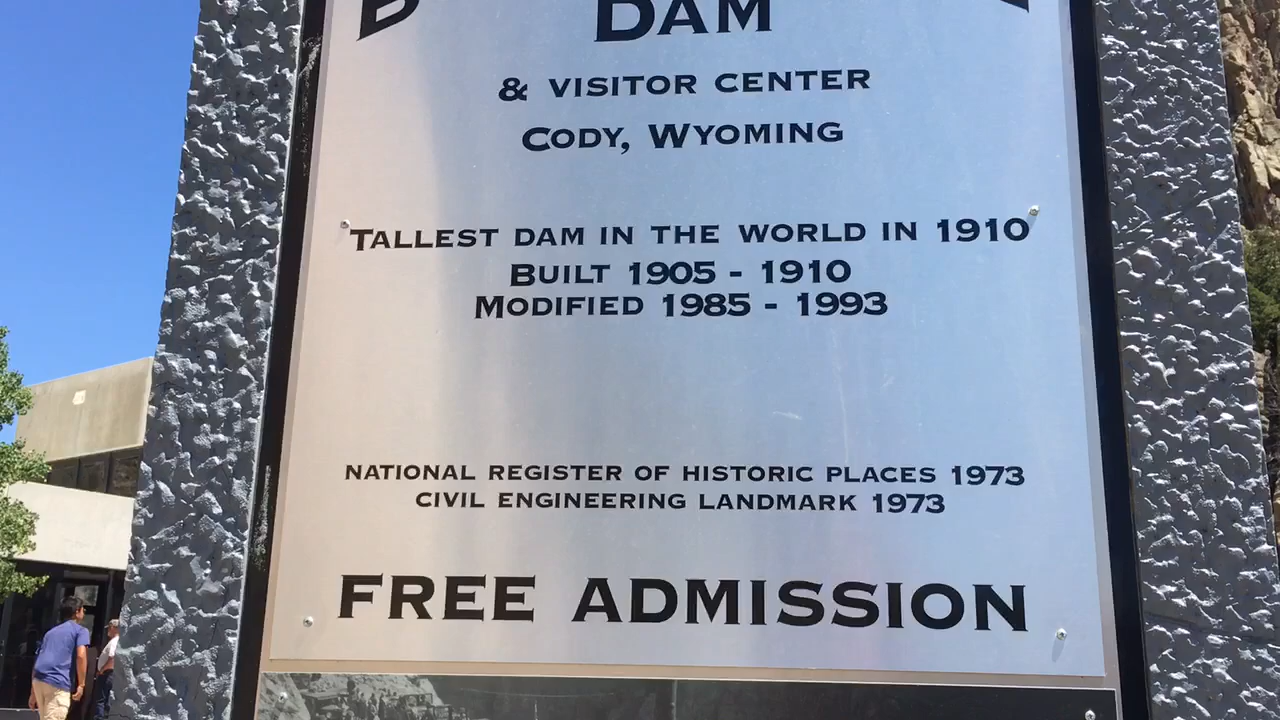 DAM
& VISITOR CENTER
CODY, WYOMING
TALLEST DAM IN THE WORLD IN 1910
BUILT 1905 - 1910
MODIFIED 1985 - 1993
NATIONAL REGISTER OF HISTORIC PLACES 1973
CIVIL ENGINEERING LANDMARK 1973
FREE ADMISSION